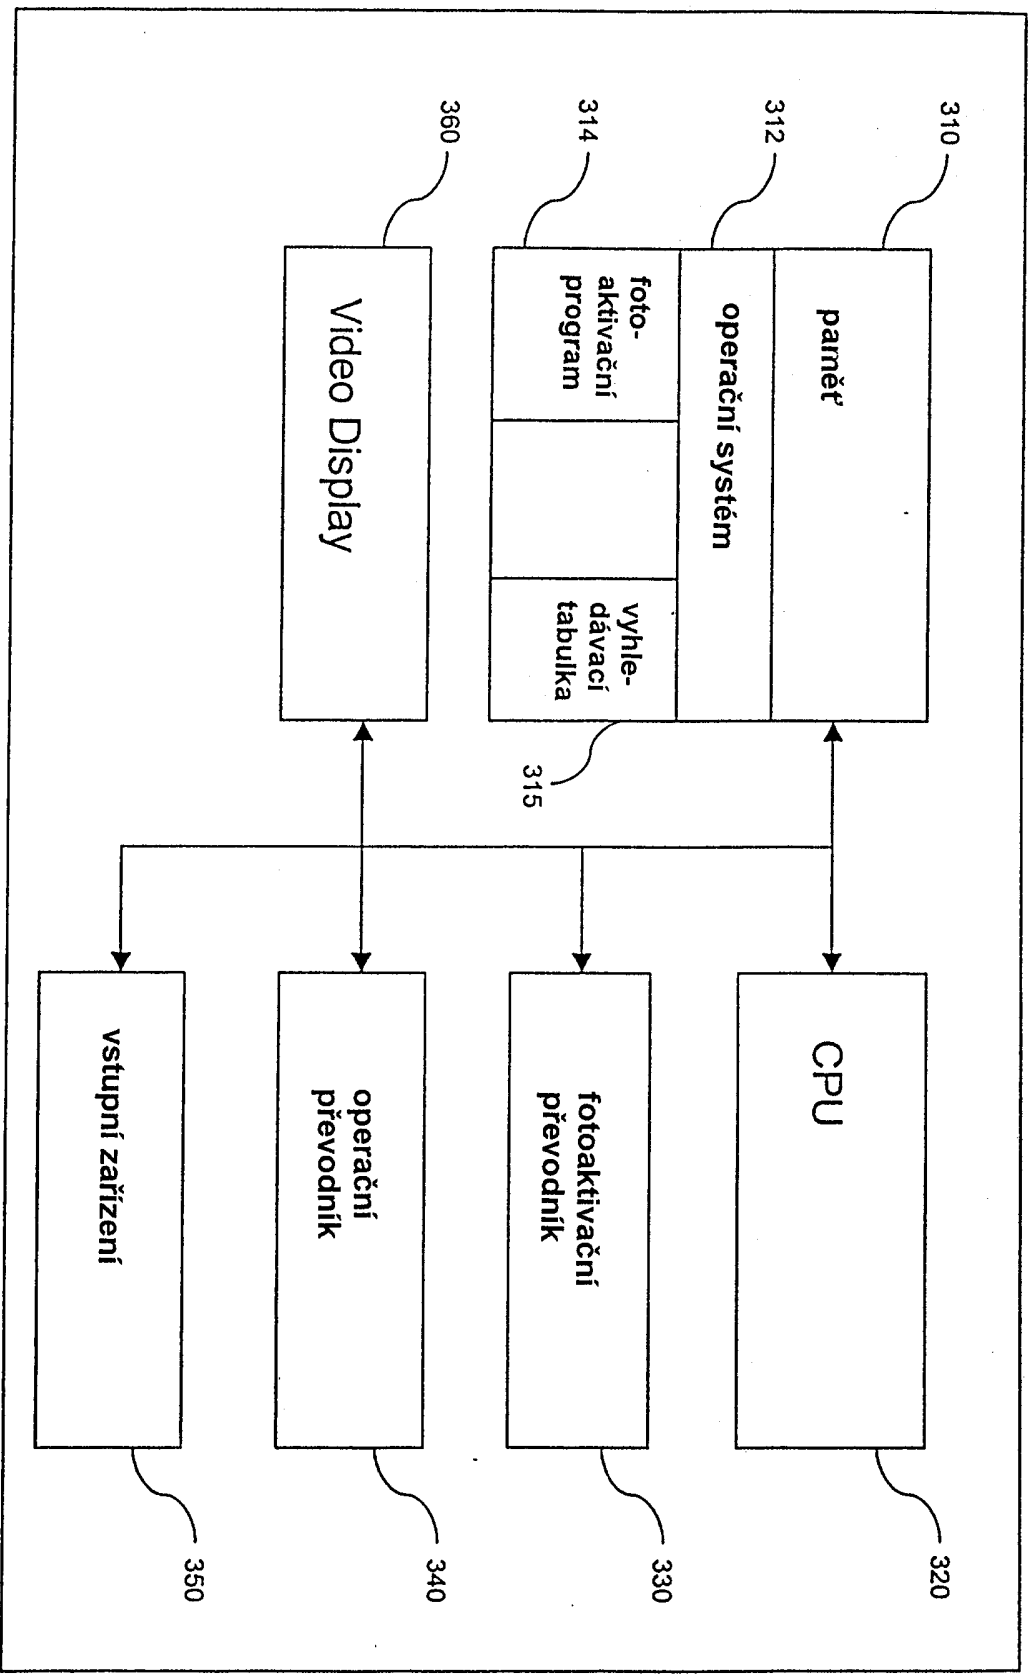 310
paměť
312
operační systém
314
foto-
aktivační
program
vyhle-
dávací
tabulka
315
360
Video Display
CPU
320
fotoaktivační
převodník
330
operační
převodník
340
vstupní zařízení
350